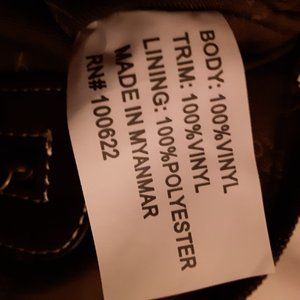 BODY: 100%VINYL
TRIM: 100%VINYL
LINING: 100%POLYESTER
MADE IN MYANMAR
RN# 100622